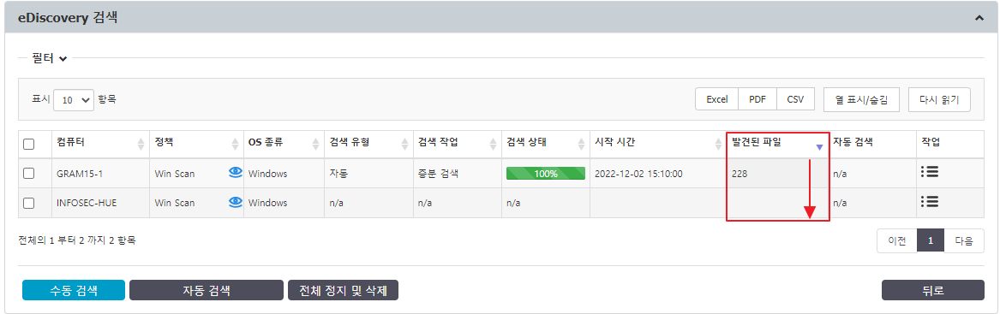 eDiscovery 검색
필터
표시 10 항목
Excel PDF CSV 열 표시/숨김 다시 읽기
컴퓨터 정책 OS 종류 검색 유형 검색 작업 검색 상태 시작 시간 발견된 파일 자동 검색 작업
GRAM15-1 Win Scan Windows 자동 증분 검색 100% 2022-12-02 15:10:00 228 n/a
INFOSEC-HUE Win Scan Windows n/a n/a n/a n/a
전체의 1 부터 2 까지 2 항목
이전 1 다음
수동 검색 자동 검색 전체 정지 및 삭제 뒤로